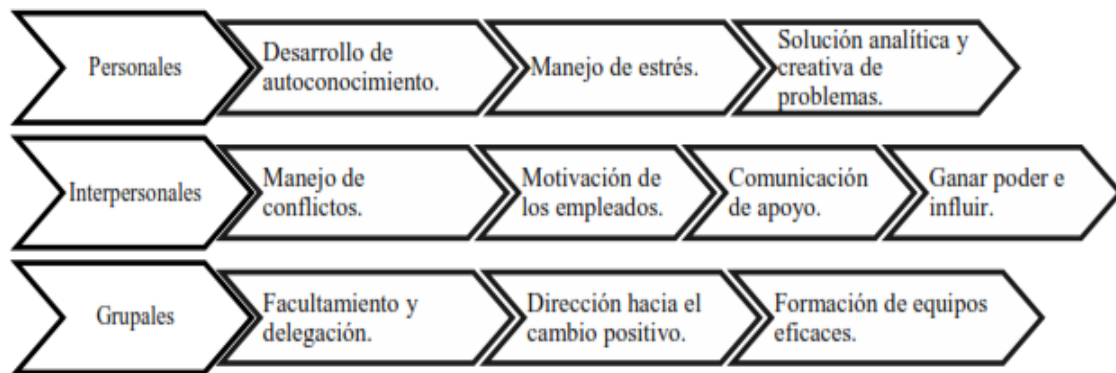 Personales
Desarrollo de
autoconocimiento.
Manejo de estrés.
Solución analítica y
creativa de
problemas.
Interpersonales
Manejo de
conflictos.
Motivación de
los empleados.
Comunicación
de apoyo.
Ganar poder e
influir.
Grupales
Facultamiento y
delegación.
Dirección hacia el
cambio positivo.
Formación de equipos
eficaces.